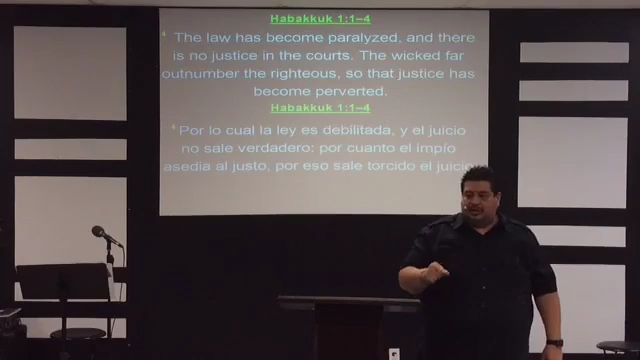 Habakkuk 1:1–4
4 The law has become paralyzed, and there
is no justice in the courts. The wicked far
outnumber the righteous, so that justice has
become perverted.
Habakkuk 1:1–4
4 Por lo cual la ley es debilitada, y el juicio
no sale verdadero: por cuanto el impío
asedia al justo, por eso sale torcido el juicio